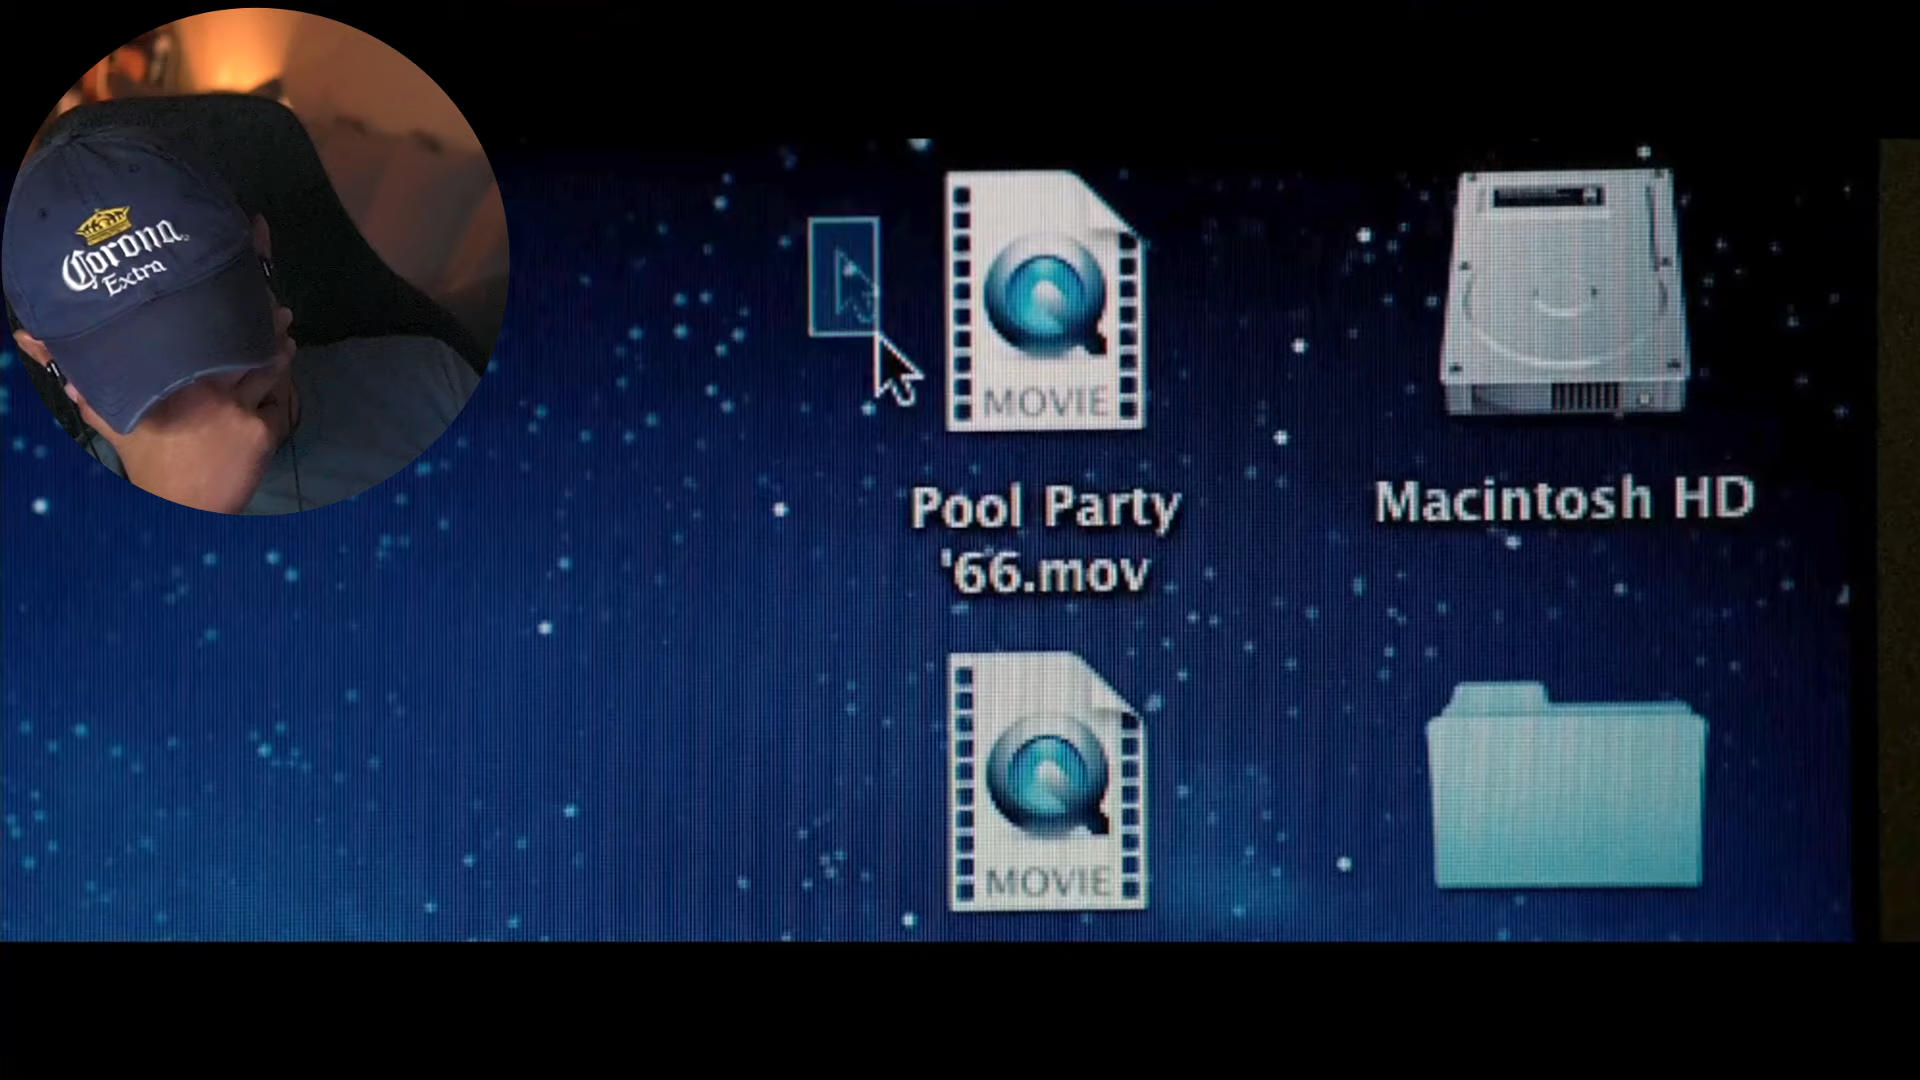 Corona
Extra
MOVIE
Pool Party
'66.mov
Macintosh HD
MOVIE